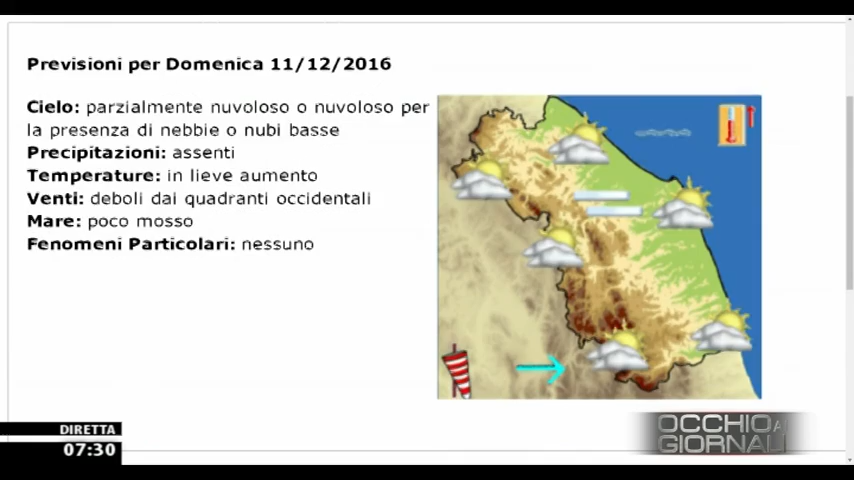 Previsioni per Domenica 11/12/2016
Cielo: parzialmente nuvoloso o nuvoloso per
la presenza di nebbie o nubi basse
Precipitazioni: assenti
Temperature: in lieve aumento
Venti: deboli dai quadranti occidentali
Mare: poco mosso
Fenomeni Particolari: nessuno
DIRETTA
07:30
OCCHIO AI
GIORNALI